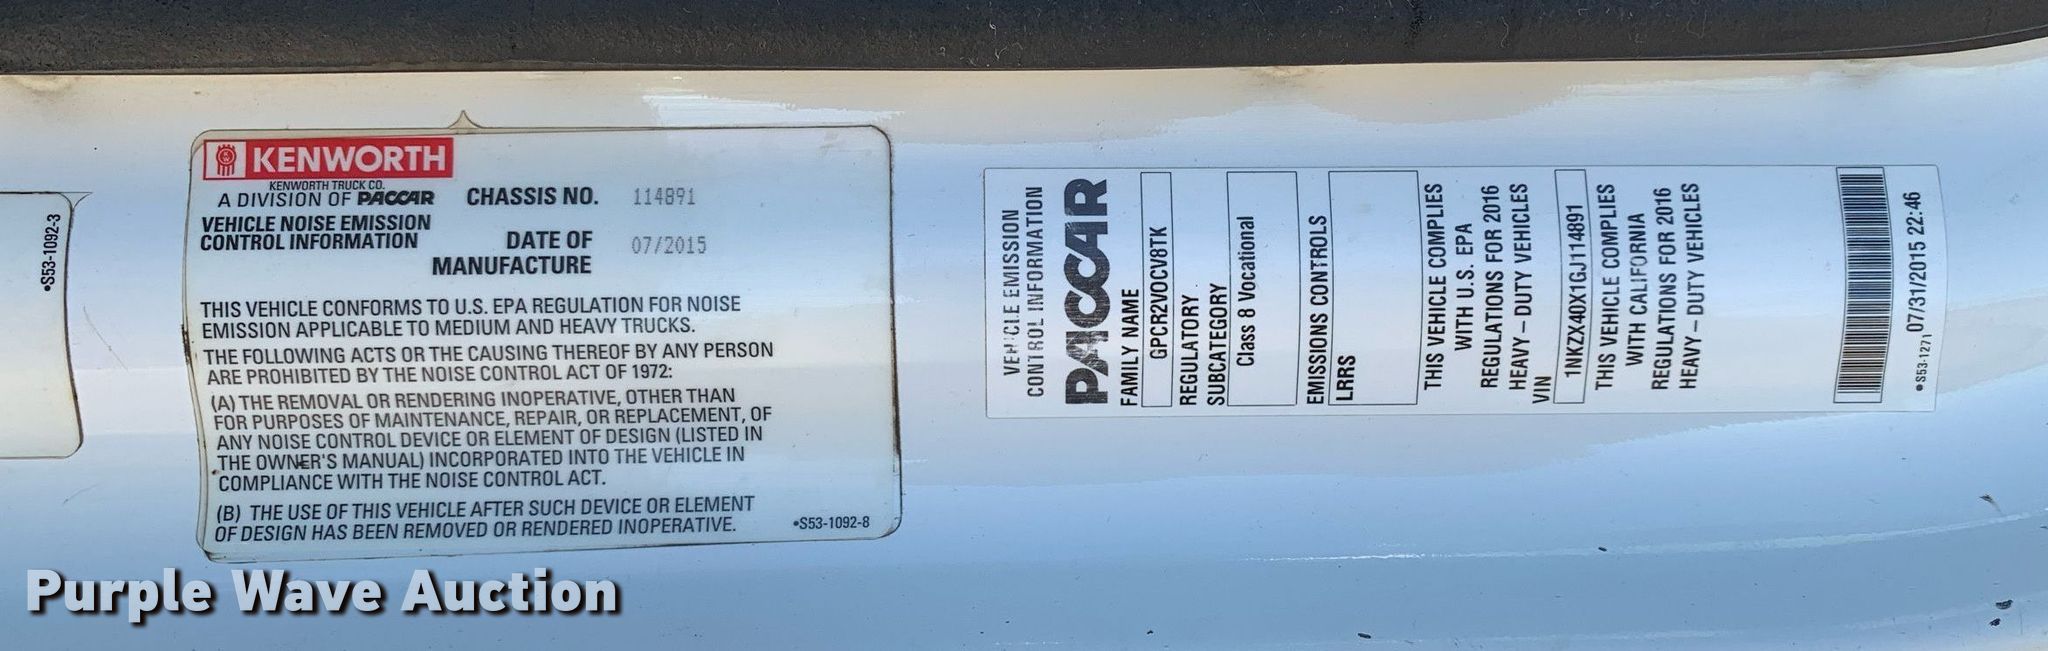 •S53-1092-3
KENWORTH
KENWORTH TRUCK CO.
A DIVISION OF PACCAR
VEHICLE NOISE EMISSION
CONTROL INFORMATION
CHASSIS NO. 114891
DATE OF
MANUFACTURE
07/2015
THIS VEHICLE CONFORMS TO U.S. EPA REGULATION FOR NOISE
EMISSION APPLICABLE TO MEDIUM AND HEAVY TRUCKS.
THE FOLLOWING ACTS OR THE CAUSING THEREOF BY ANY PERSON
ARE PROHIBITED BY THE NOISE CONTROL ACT OF 1972:
(A) THE REMOVAL OR RENDERING INOPERATIVE, OTHER THAN
FOR PURPOSES OF MAINTENANCE, REPAIR, OR REPLACEMENT, OF
ANY NOISE CONTROL DEVICE OR ELEMENT OF DESIGN (LISTED IN
THE OWNER'S MANUAL) INCORPORATED INTO THE VEHICLE IN
COMPLIANCE WITH THE NOISE CONTROL ACT.
(B) THE USE OF THIS VEHICLE AFTER SUCH DEVICE OR ELEMENT
OF DESIGN HAS BEEN REMOVED OR RENDERED INOPERATIVE.
•S53-1092-8
VEHICLE EMISSION
CONTROL INFORMATION
PACCAR
FAMILY NAME
GPCR2VOCV8TK
REGULATORY
SUBCATEGORY
Class 8 Vocational
EMISSIONS CONTROLS
LRRS
THIS VEHICLE COMPLIES
WITH U.S. EPA
REGULATIONS FOR 2016
HEAVY-DUTY VEHICLES
VIN
1NKZX40X1GJ114891
THIS VEHICLE COMPLIES
WITH CALIFORNIA
REGULATIONS FOR 2016
HEAVY-DUTY VEHICLES
•S53-1271 07/31/2015 22:46
Purple Wave Auction